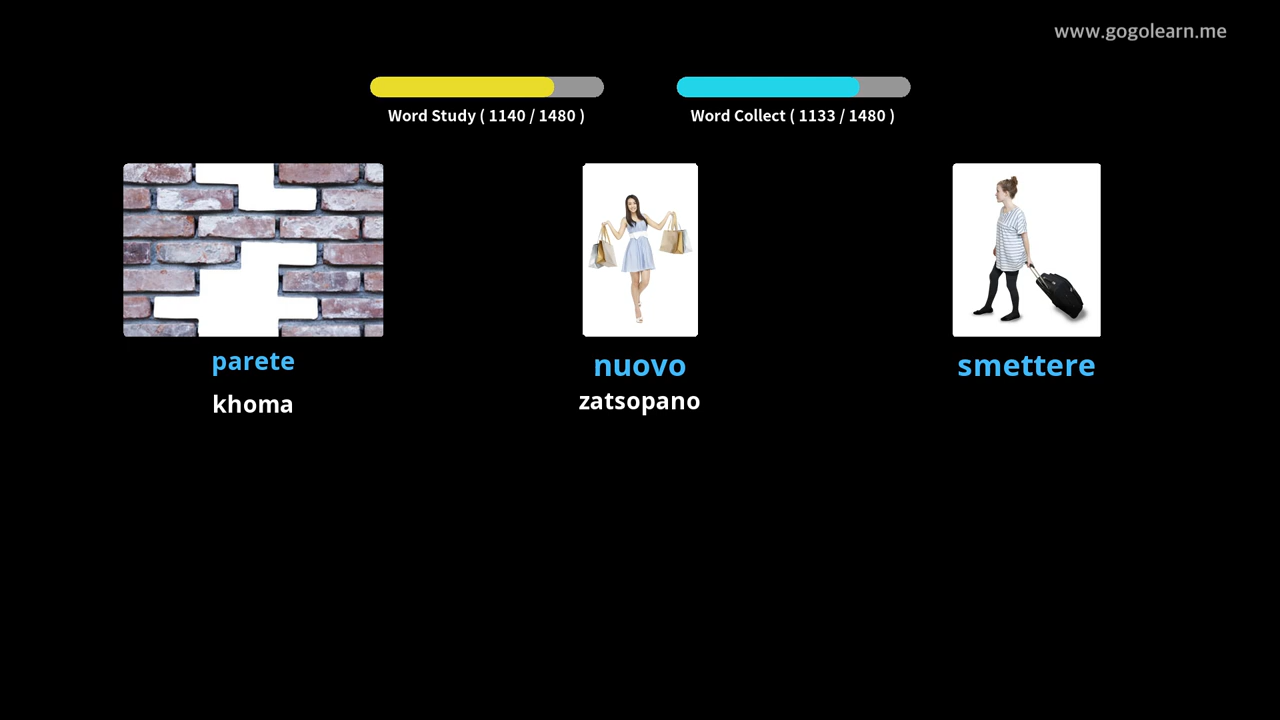 www.gogolearn.me
Word Study ( 1140 / 1480 )
Word Collect ( 1133 / 1480 )
parete
khoma
nuovo
zatsopano
smettere